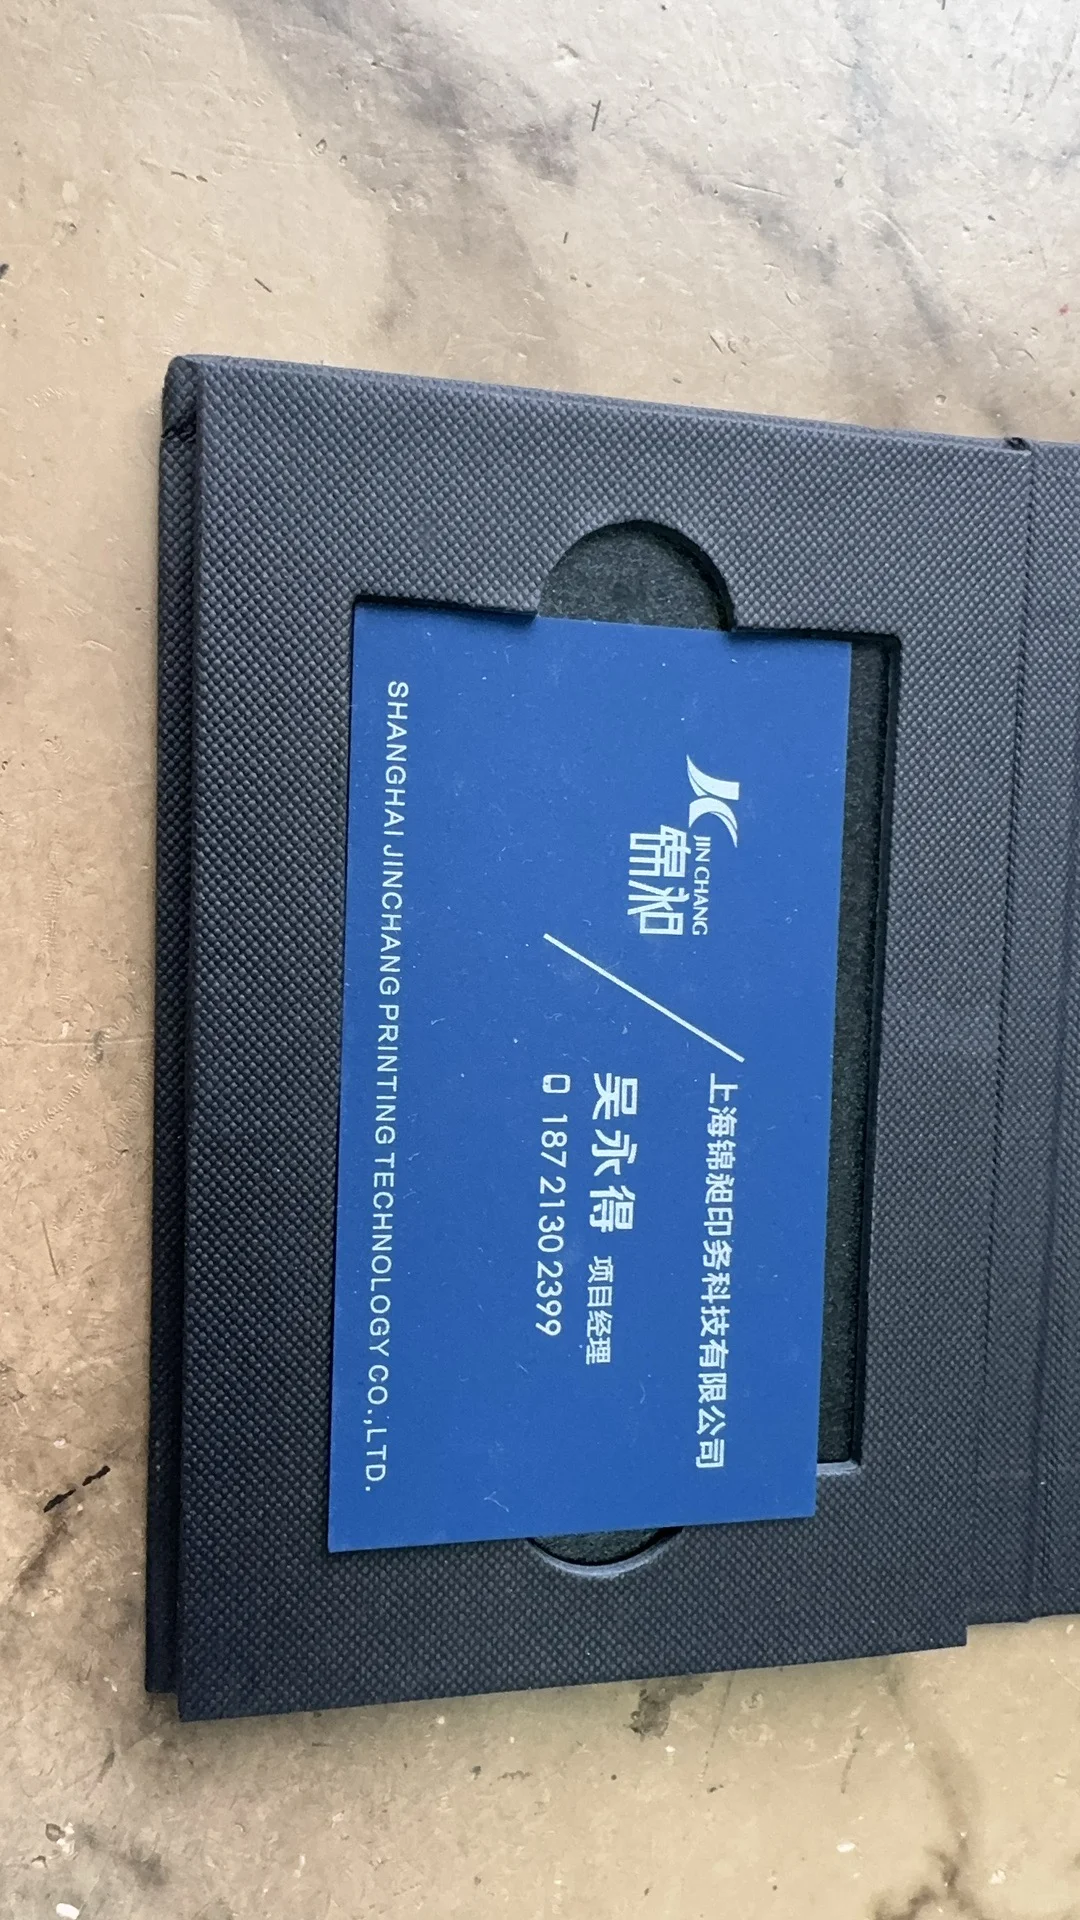 JIN CHANG
锦昶
上海锦昶印务科技有限公司
吴永得 项目经理
187 2130 2399
SHANGHAI JINCHANG PRINTING TECHNOLOGY CO.,LTD.